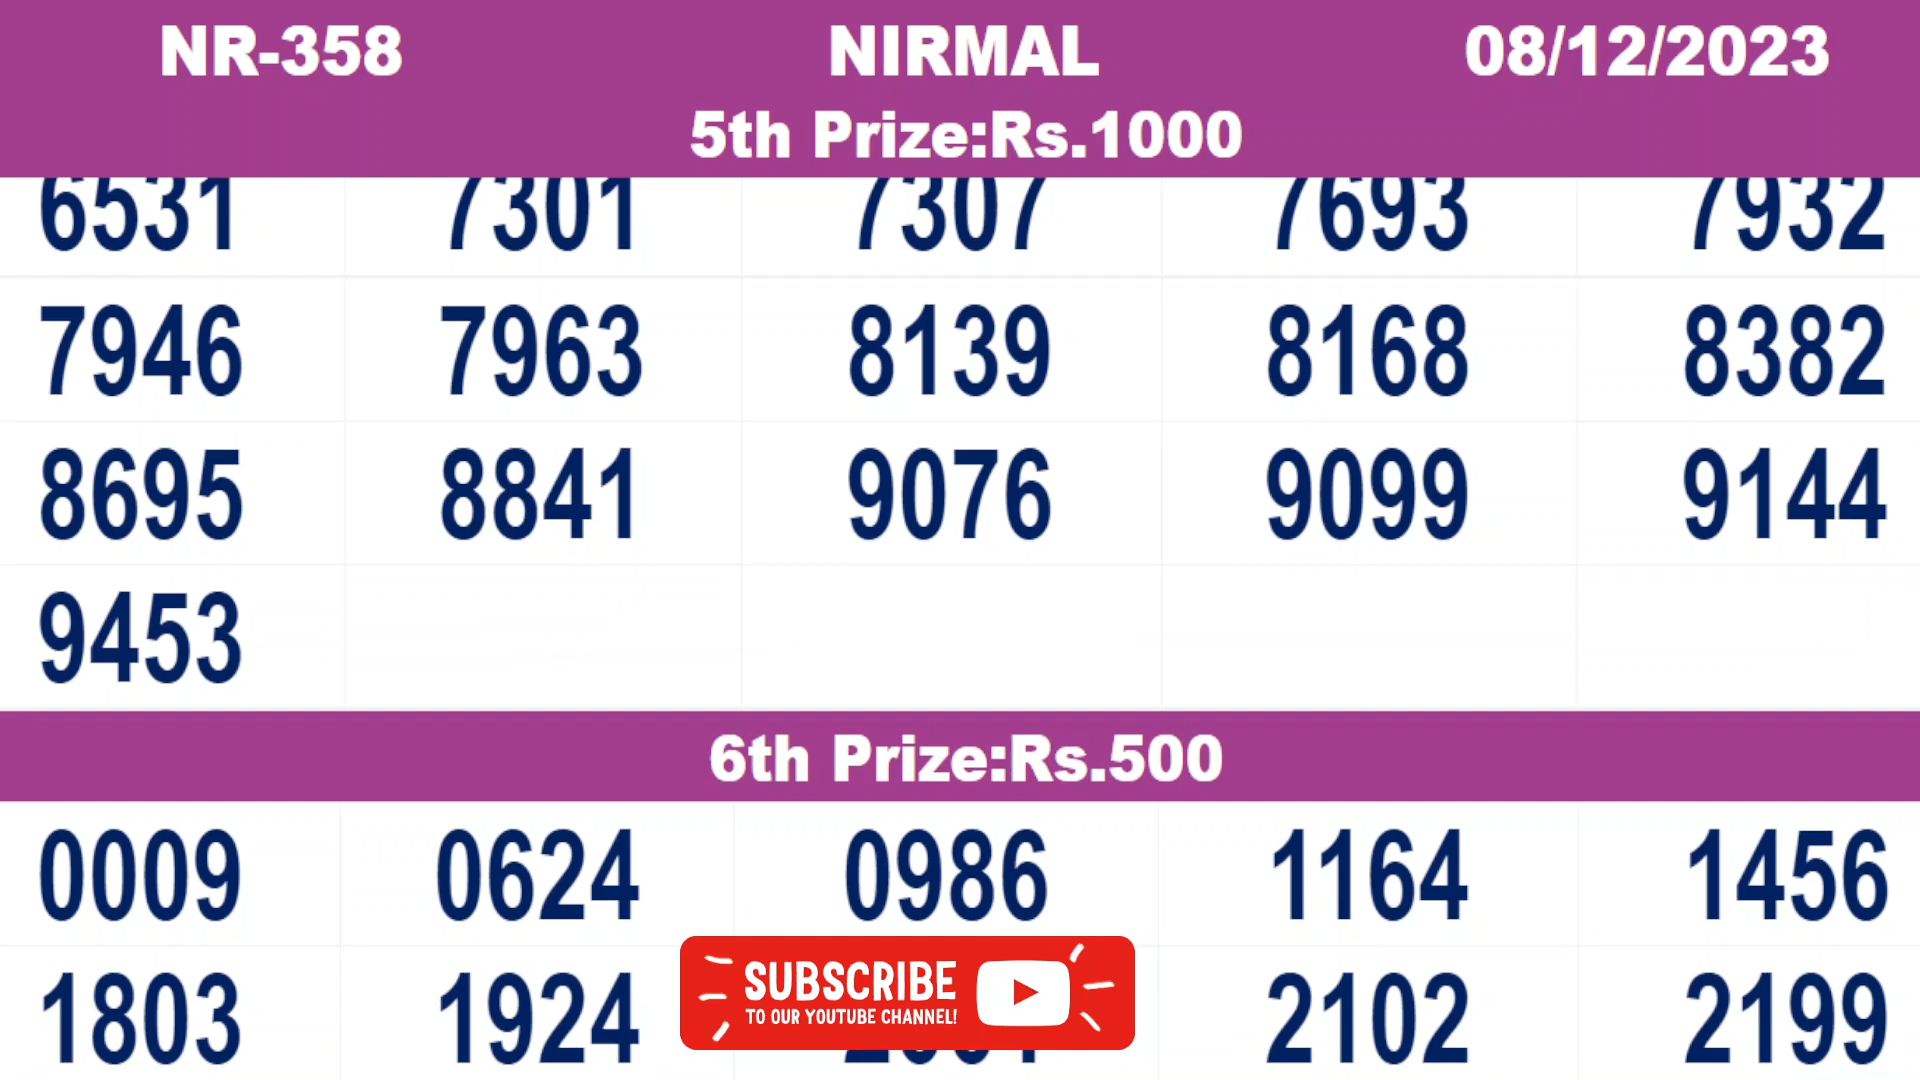 NR-358 NIRMAL 08/12/2023
5th Prize:Rs.1000
6531 7301 7307 7693 7932
7946 7963 8139 8168 8382
8695 8841 9076 9099 9144
9453
6th Prize:Rs.500
0009 0624 0986 1164 1456
1803 1924 2102 2199
SUBSCRIBE
TO OUR YOUTUBE CHANNEL!